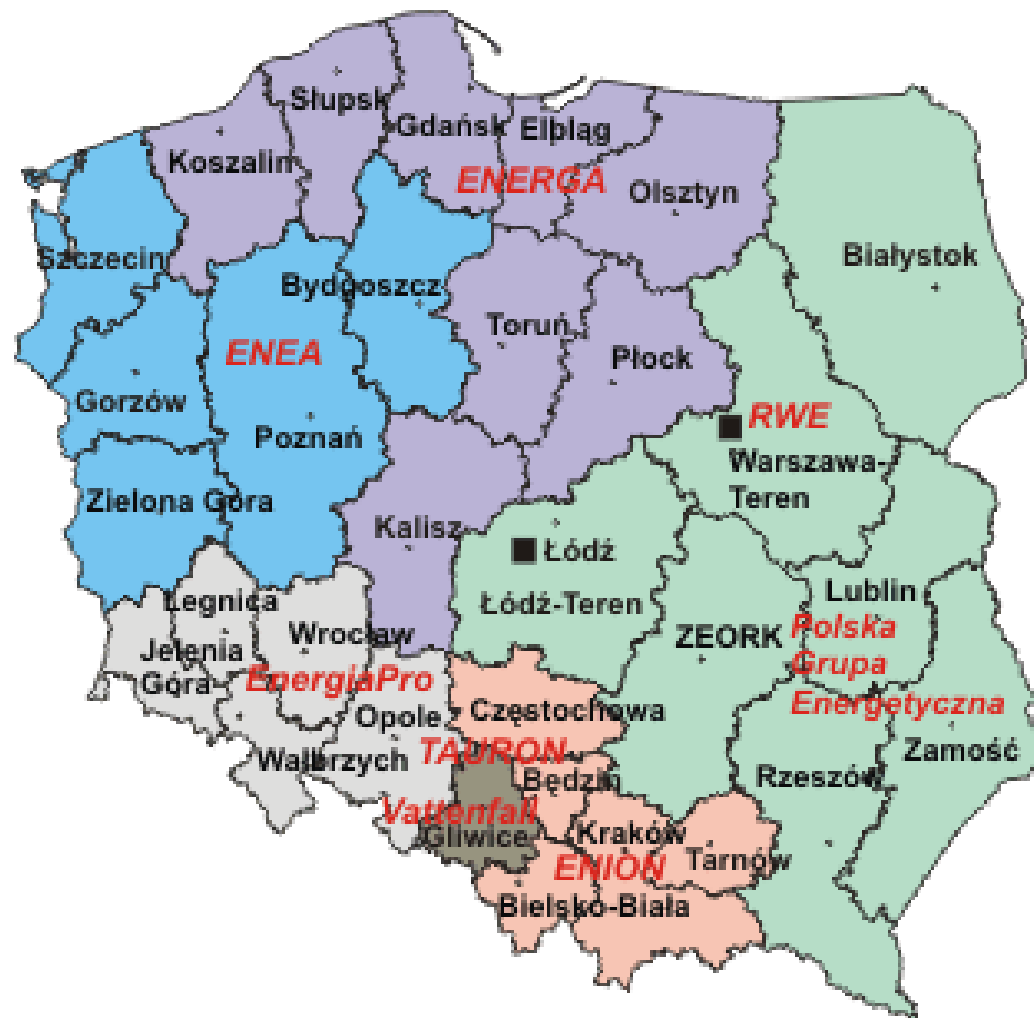 Słupsk
Gdańsk
Elbląg
Koszalin
ENERGA
Olsztyn
Szczecin
Bydgoszcz
Białystok
Toruń
ENEA
Płock
Gorzów
RWE
Poznań
Warszawa-
Teren
Zielona Góra
Kalisz
Łódź
Legnica
Łódź-Teren
Lublin
Wrocław
ZEORK
Polska
Grupa
Energetyczna
Jelenia
Góra
EnergiaPro
Opole
Częstochowa
TAURON
Zamość
Wałbrzych
Będzin
Rzeszów
Vattenfall
Gliwice
Kraków
Tarnów
ENION
Bielsko-Biała